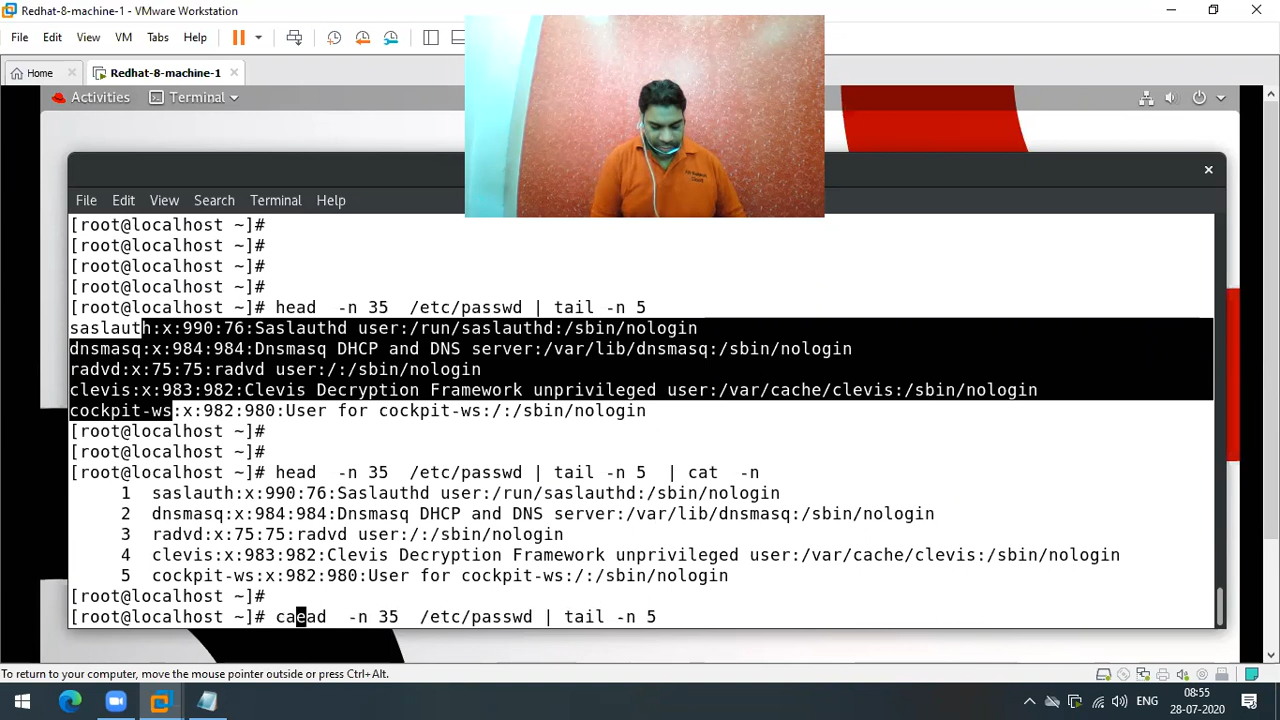 Redhat-8-machine-1 - VMware Workstation
File Edit View VM Tabs Help
Home Redhat-8-machine-1
Activities Terminal
File Edit View Search Terminal Help
[root@localhost ~]#
[root@localhost ~]#
[root@localhost ~]#
[root@localhost ~]#
[root@localhost ~]# head -n 35 /etc/passwd | tail -n 5
saslauth:x:990:76:Saslauthd user:/run/saslauthd:/sbin/nologin
dnsmasq:x:984:984:Dnsmasq DHCP and DNS server:/var/lib/dnsmasq:/sbin/nologin
radvd:x:75:75:radvd user:/:/sbin/nologin
clevis:x:983:982:Clevis Decryption Framework unprivileged user:/var/cache/clevis:/sbin/nologin
cockpit-ws:x:982:980:User for cockpit-ws:/:/sbin/nologin
[root@localhost ~]#
[root@localhost ~]#
[root@localhost ~]# head -n 35 /etc/passwd | tail -n 5 | cat -n
1 saslauth:x:990:76:Saslauthd user:/run/saslauthd:/sbin/nologin
2 dnsmasq:x:984:984:Dnsmasq DHCP and DNS server:/var/lib/dnsmasq:/sbin/nologin
3 radvd:x:75:75:radvd user:/:/sbin/nologin
4 clevis:x:983:982:Clevis Decryption Framework unprivileged user:/var/cache/clevis:/sbin/nologin
5 cockpit-ws:x:982:980:User for cockpit-ws:/:/sbin/nologin
[root@localhost ~]#
[root@localhost ~]# caead -n 35 /etc/passwd | tail -n 5
To return to your computer, move the mouse pointer outside or press Ctrl+Alt.
ENG
08:55
28-07-2020